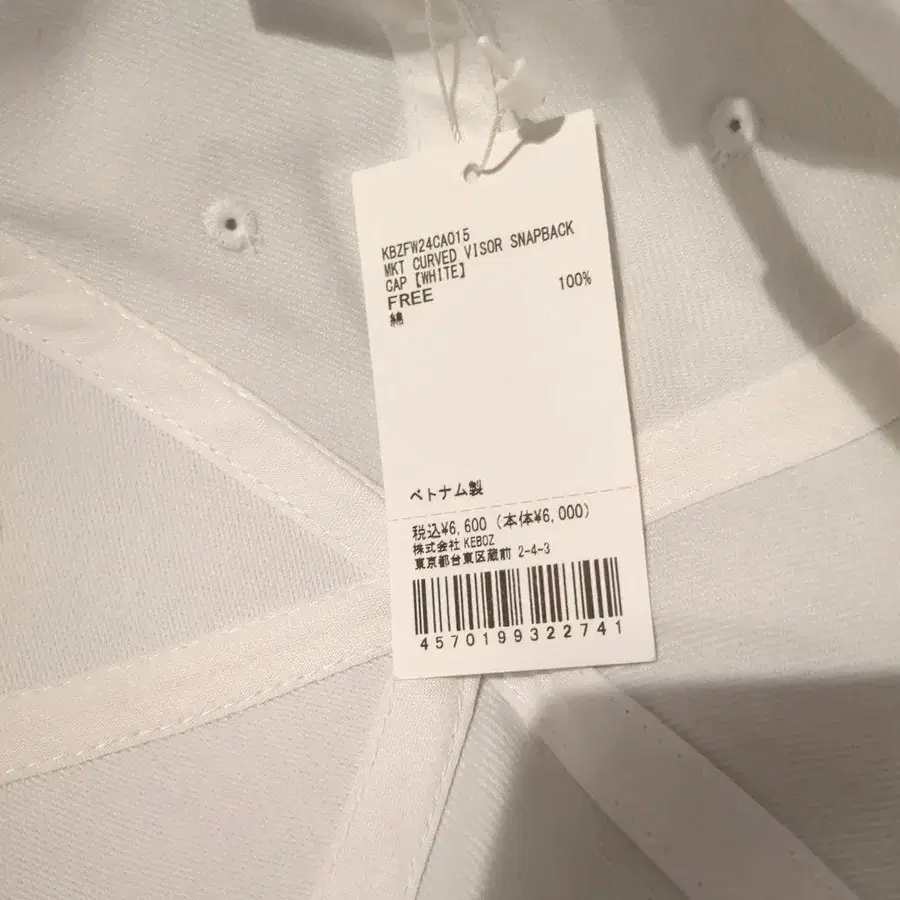 KBZFW24CA015
MKT CURVED VISOR SNAPBACK
CAP [WHITE]
FREE
綿 100%
ベトナム製
税込¥6,600 (本体¥6,000)
株式会社 KEBOZ
東京都台東区蔵前 2-4-3
4570199322741